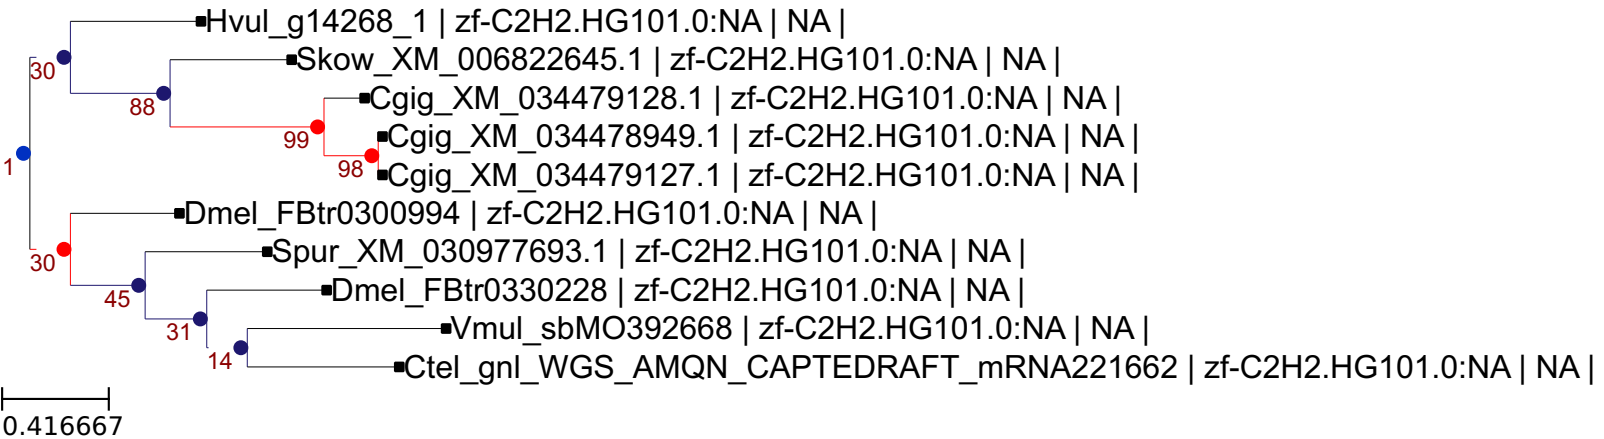 Hvul_g14268_1 | zf-C2H2.HG101.0:NA | NA |
30
Skow_XM_006822645.1 | zf-C2H2.HG101.0:NA | NA |
88
Cgig_XM_034479128.1 | zf-C2H2.HG101.0:NA | NA |
99
Cgig_XM_034478949.1 | zf-C2H2.HG101.0:NA | NA |
1
98
Cgig_XM_034479127.1 | zf-C2H2.HG101.0:NA | NA |
Dmel_FBtr0300994 | zf-C2H2.HG101.0:NA | NA |
30
Spur_XM_030977693.1 | zf-C2H2.HG101.0:NA | NA |
45
Dmel_FBtr0330228 | zf-C2H2.HG101.0:NA | NA |
31
Vmul_sbMO392668 | zf-C2H2.HG101.0:NA | NA |
14
Ctel_gnl_WGS_AMQN_CAPTEDRAFT_mRNA221662 | zf-C2H2.HG101.0:NA | NA |
0.416667